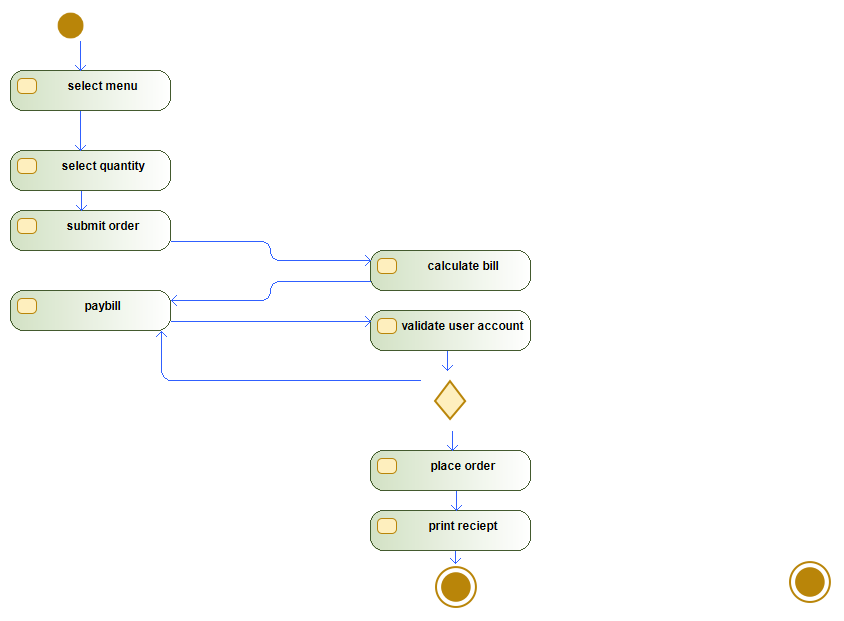 select menu
select quantity
submit order
calculate bill
paybill
validate user account
place order
print reciept